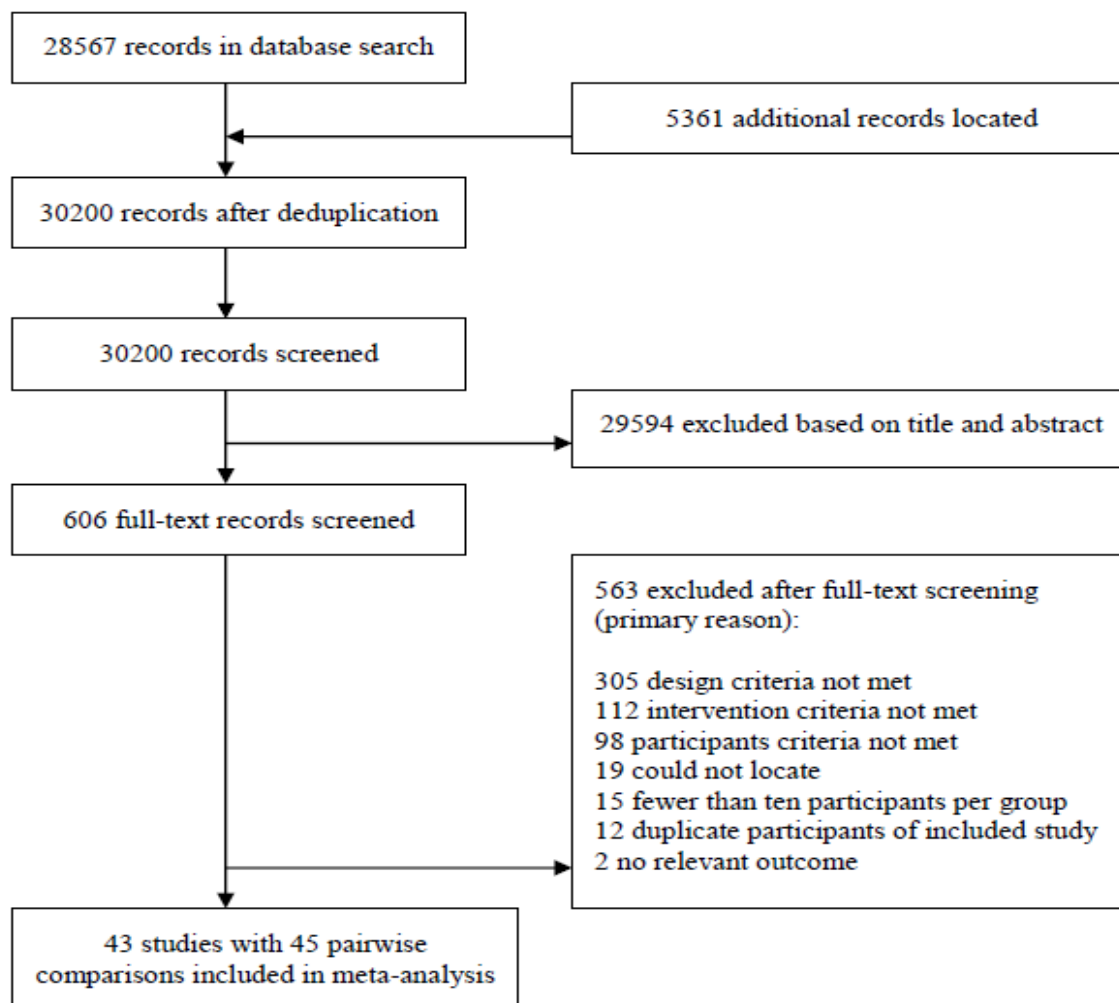 28567 records in database search
5361 additional records located
30200 records after deduplication
30200 records screened
29594 excluded based on title and abstract
606 full-text records screened
563 excluded after full-text screening
(primary reason):
305 design criteria not met
112 intervention criteria not met
98 participants criteria not met
19 could not locate
15 fewer than ten participants per group
12 duplicate participants of included study
2 no relevant outcome
43 studies with 45 pairwise
comparisons included in meta-analysis